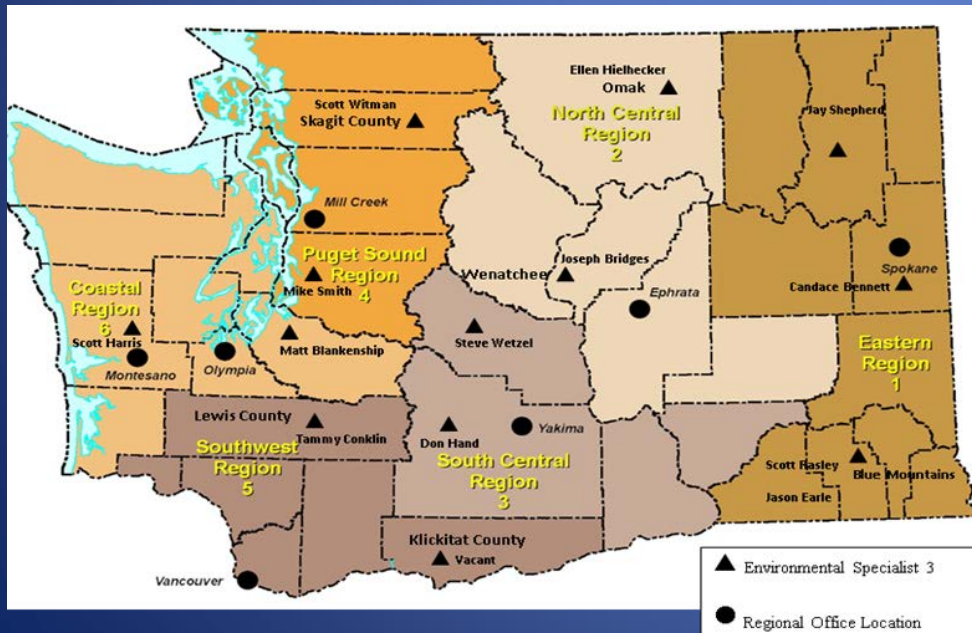 Ellen Hielhecker
Omak
North Central
Region
2
Jay Shepherd
Scott Witman
Skagit County
Mill Creek
Puget Sound
Region
4
Mike Smith
Wenatchee
Joseph Bridges
Ephrata
Spokane
Candace Bennett
Coastal
Region
6
Scott Harris
Montesano
Olympia
Matt Blankenship
Steve Wetzel
Eastern
Region
1
Lewis County
Tammy Conklin
Southwest
Region
5
Don Hand
Yakima
South Central
Region
3
Scott Rasley
Blue Mountains
Jason Earle
Klickitat County
Vacant
Vancouver
Environmental Specialist 3
Regional Office Location